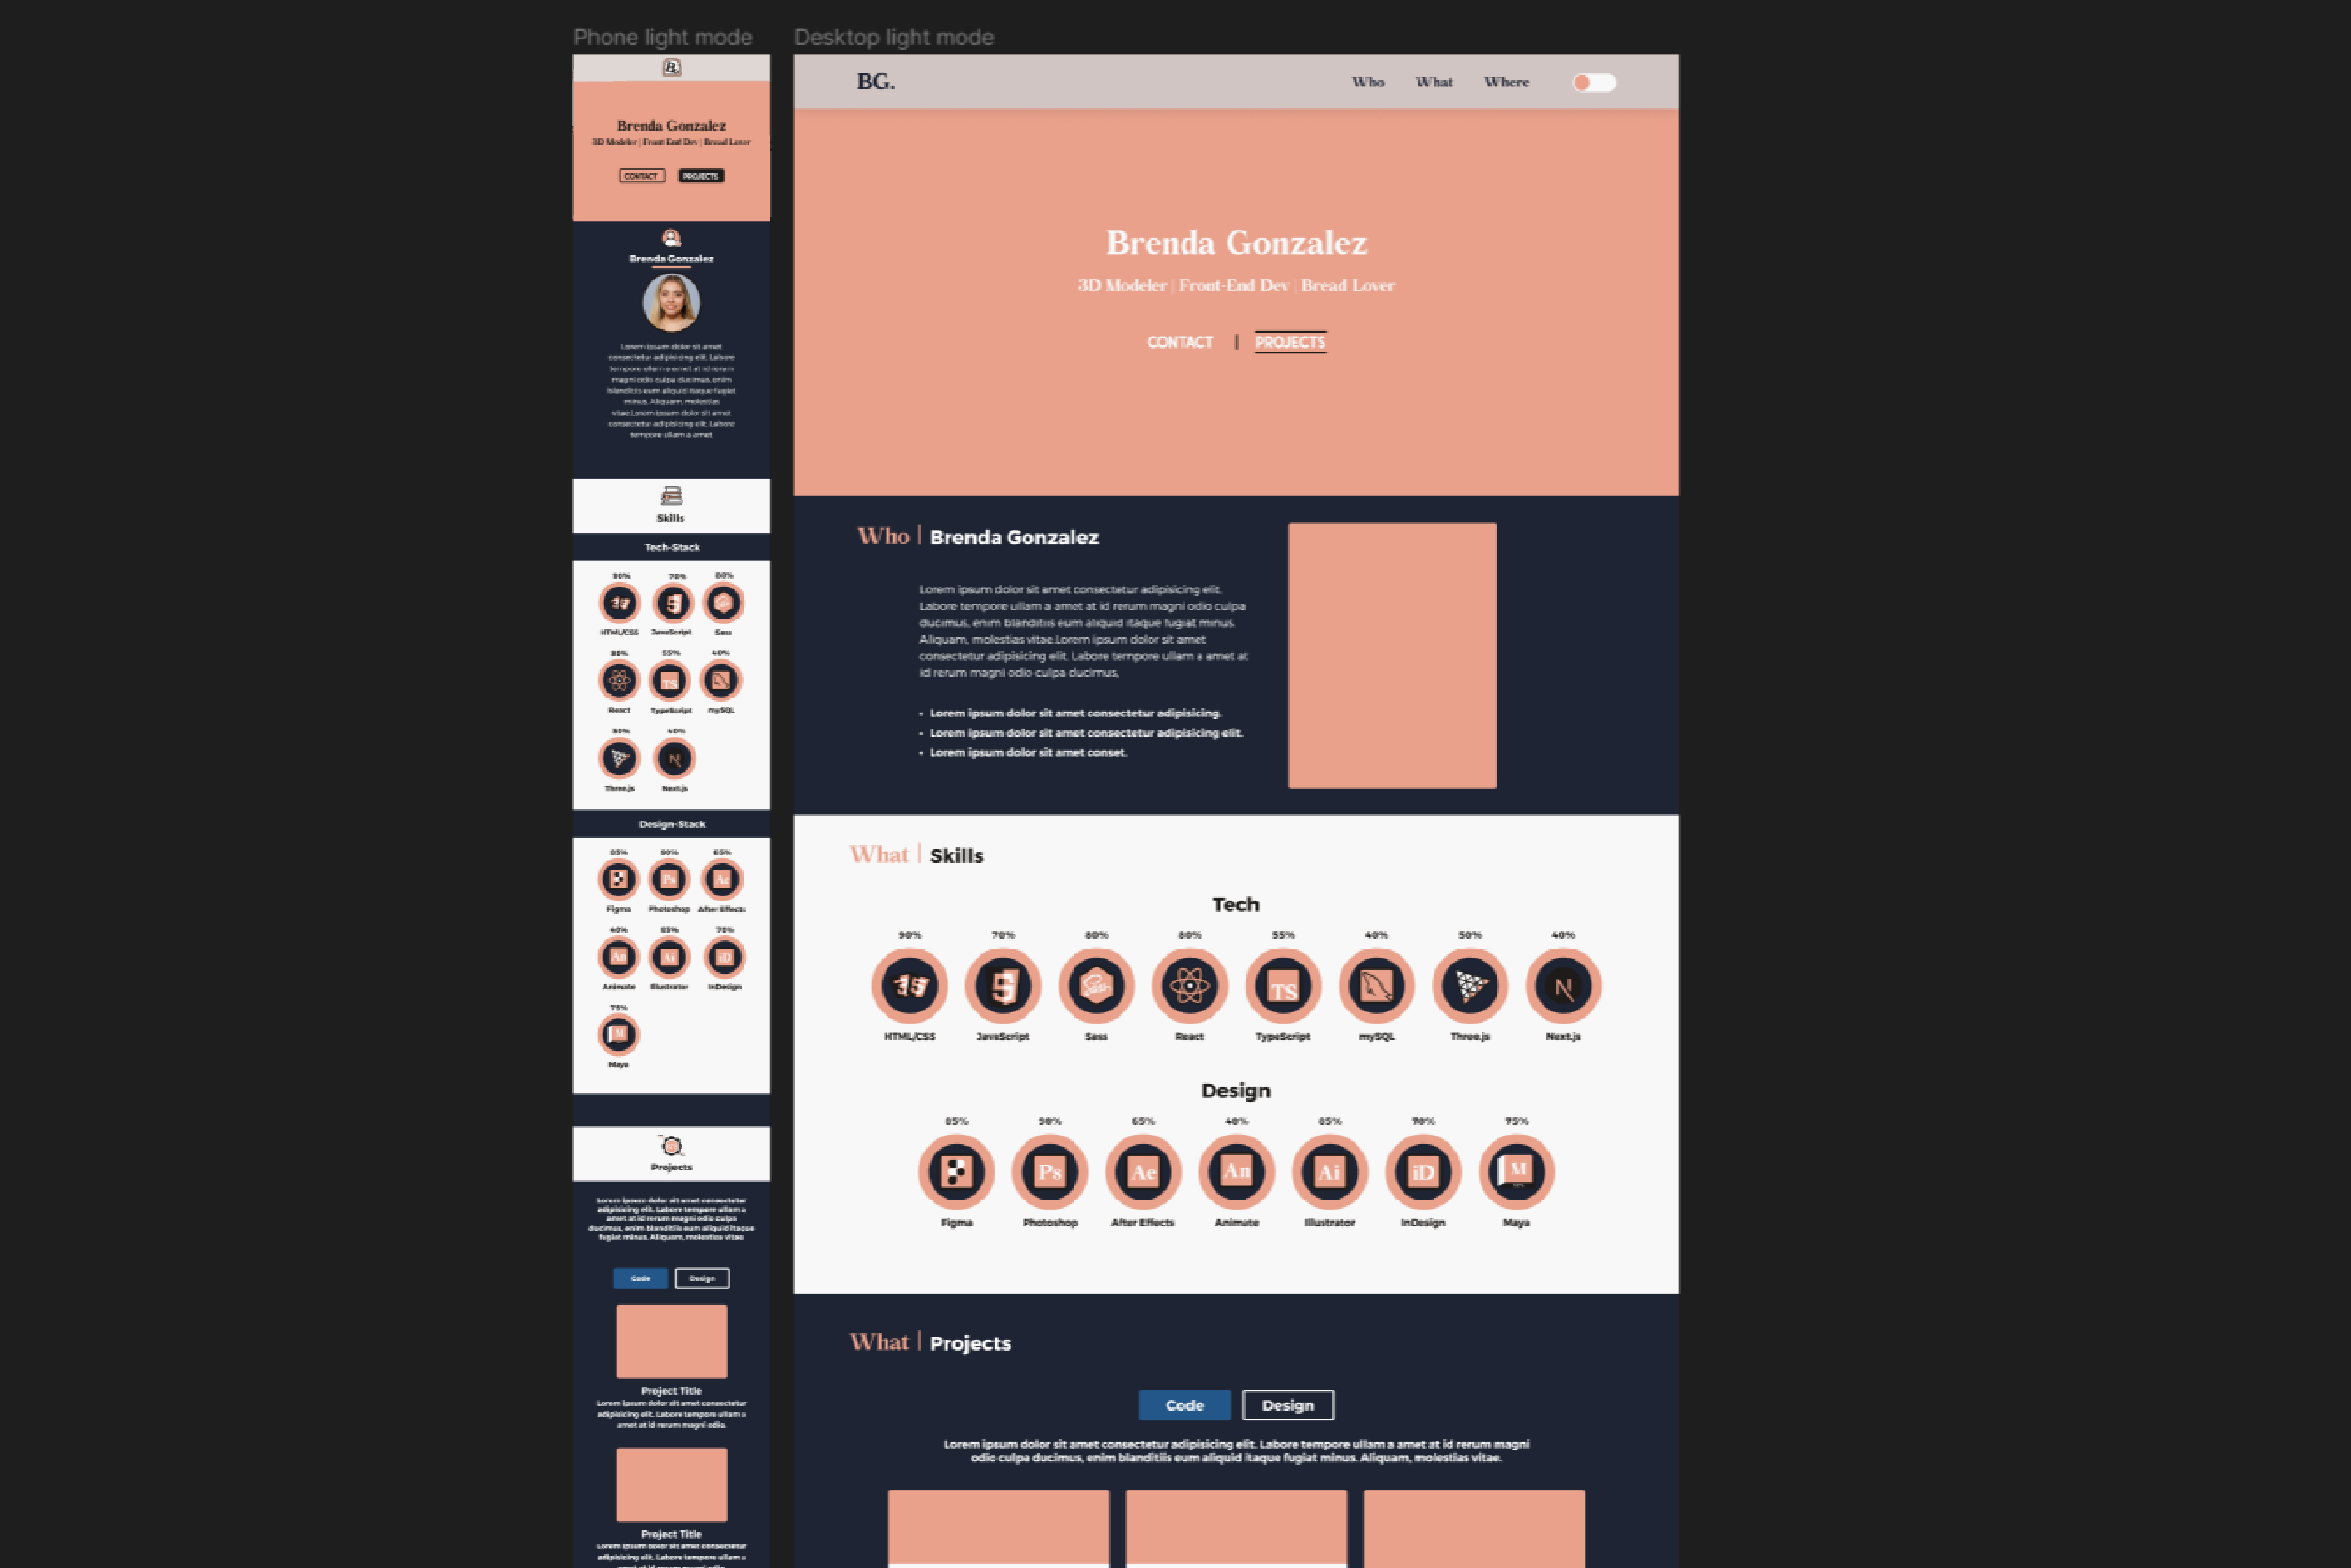 Phone light mode
B.
Brenda Gonzalez
3D Modeler | Front-End Dev | Bread Lover
CONTACT
PROJECTS
Brenda Gonzalez
Lorem ipsum dolor sit amet
consectetur adipisicing elit. Labore
tempore ullam a amet at id rerum
magni odio culpa ducimus, enim
blanditiis eum aliquid itaque fugiat
minus. Aliquam, molestias
vitae.Lorem ipsum dolor sit amet
consectetur adipisicing elit. Labore
tempore ullam a amet.
Skills
Tech-Stack
90% 70% 80%
HTML/CSS JavaScript Sass
80% 55% 40%
TS
React TypeScript mySQL
50% 40%
N
Three.js Next.js
Design-Stack
85% 90% 65%
Ps Ae
Figma Photoshop After Effects
40% 85% 70%
An Ai iD
Animate Illustrator InDesign
75%
M
Maya
Projects
Lorem ipsum dolor sit amet consectetur
adipisicing elit. Labore tempore ullam a
amet at id rerum magni odio culpa
ducimus, enim blanditiis eum aliquid itaque
fugiat minus. Aliquam, molestias vitae.
Code Design
Project Title
Lorem ipsum dolor sit amet consectetur
adipisicing elit. Labore tempore ullam a
amet at id rerum magni odio.
Project Title
Lorem ipsum dolor sit amet consectetur
adipisicing elit. Labore tempore ullam a
Desktop light mode
BG.
Who What Where
Brenda Gonzalez
3D Modeler | Front-End Dev | Bread Lover
CONTACT | PROJECTS
Who | Brenda Gonzalez
Lorem ipsum dolor sit amet consectetur adipisicing elit.
Labore tempore ullam a amet at id rerum magni odio culpa
ducimus, enim blanditiis eum aliquid itaque fugiat minus.
Aliquam, molestias vitae.Lorem ipsum dolor sit amet
consectetur adipisicing elit. Labore tempore ullam a amet at
id rerum magni odio culpa ducimus,
• Lorem ipsum dolor sit amet consectetur adipisicing.
• Lorem ipsum dolor sit amet consectetur adipisicing elit.
• Lorem ipsum dolor sit amet conset.
What | Skills
Tech
90% 70% 80% 80% 55% 40% 50% 40%
Sass TS N
HTML/CSS JavaScript Sass React TypeScript mySQL Three.js Next.js
Design
85% 90% 65% 40% 85% 70% 75%
Ps Ae An Ai iD M
Figma Photoshop After Effects Animate Illustrator InDesign Maya
What | Projects
Code Design
Lorem ipsum dolor sit amet consectetur adipisicing elit. Labore tempore ullam a amet at id rerum magni
odio culpa ducimus, enim blanditiis eum aliquid itaque fugiat minus. Aliquam, molestias vitae.